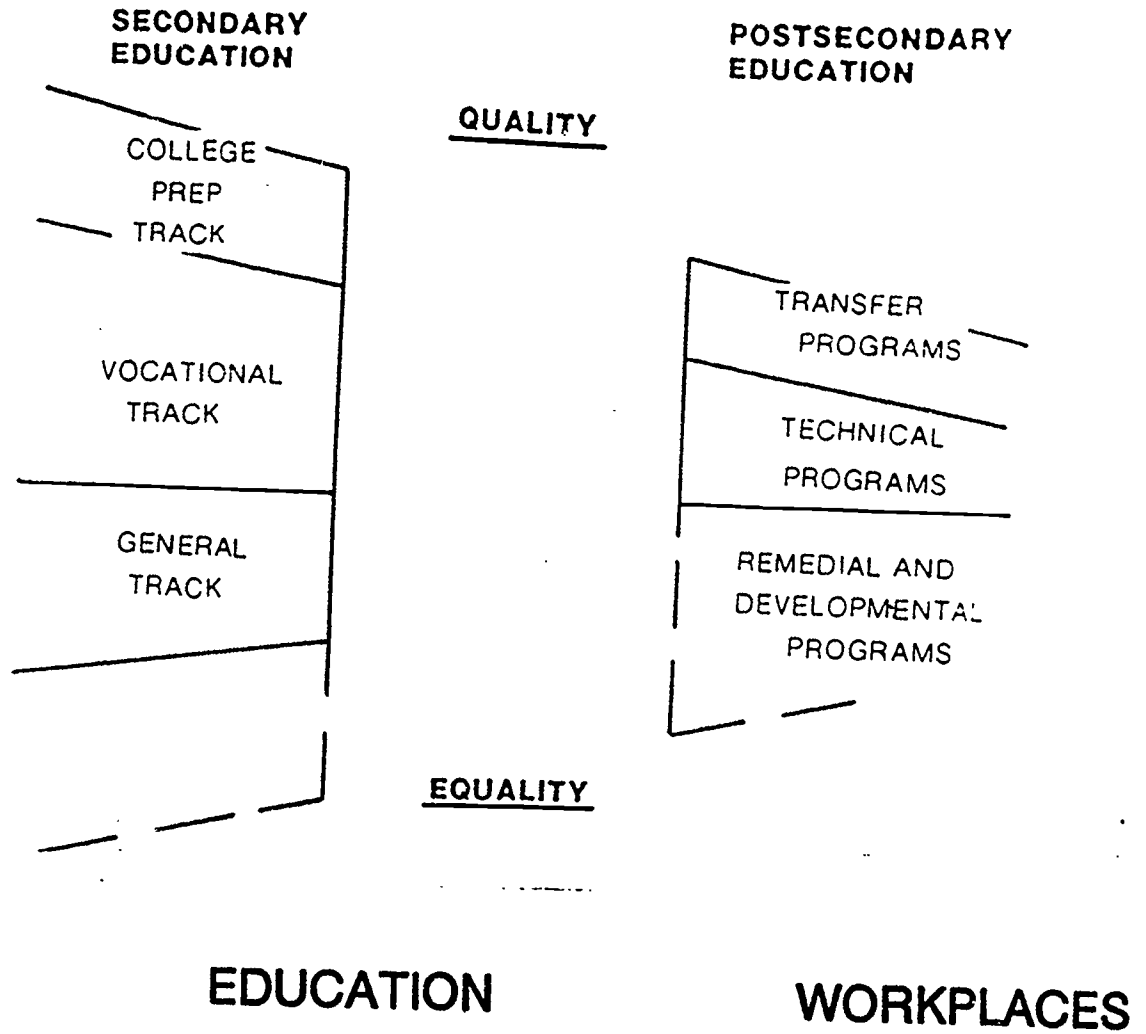 SECONDARY
EDUCATION
POSTSECONDARY
EDUCATION
QUALITY
COLLEGE
PREP
TRACK
VOCATIONAL
TRACK
GENERAL
TRACK
TRANSFER
PROGRAMS
TECHNICAL
PROGRAMS
REMEDIAL AND
DEVELOPMENTAL
PROGRAMS
EQUALITY
EDUCATION
WORKPLACES